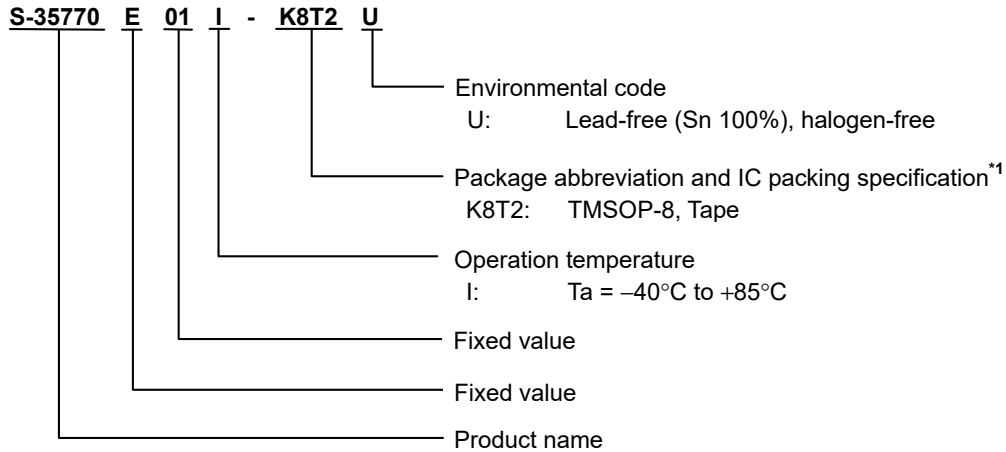 S-35770 E 01 I - K8T2 U
Environmental code
U: Lead-free (Sn 100%), halogen-free
Package abbreviation and IC packing specification*1
K8T2: TMSOP-8, Tape
Operation temperature
I: Ta = −40°C to +85°C
Fixed value
Fixed value
Product name